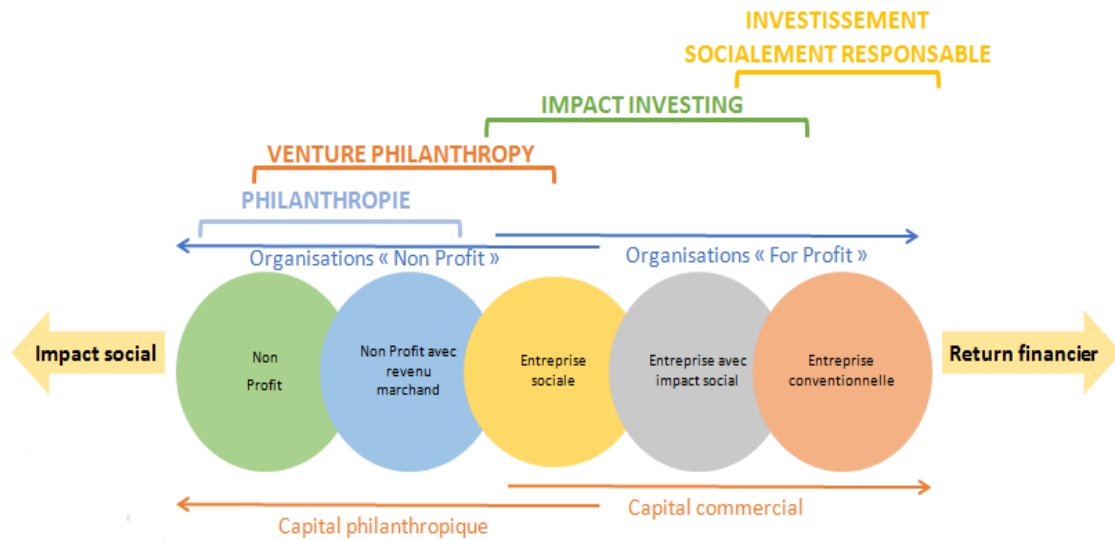 INVESTISSEMENT
SOCIALEMENT RESPONSABLE
IMPACT INVESTING
VENTURE PHILANTHROPY
PHILANTHROPIE
Organisations « Non Profit »
Organisations « For Profit »
Impact social
Non
Profit
Non Profit avec
revenu
marchand
Entreprise
sociale
Entreprise avec
impact social
Entreprise
conventionnelle
Return financier
Capital philanthropique
Capital commercial